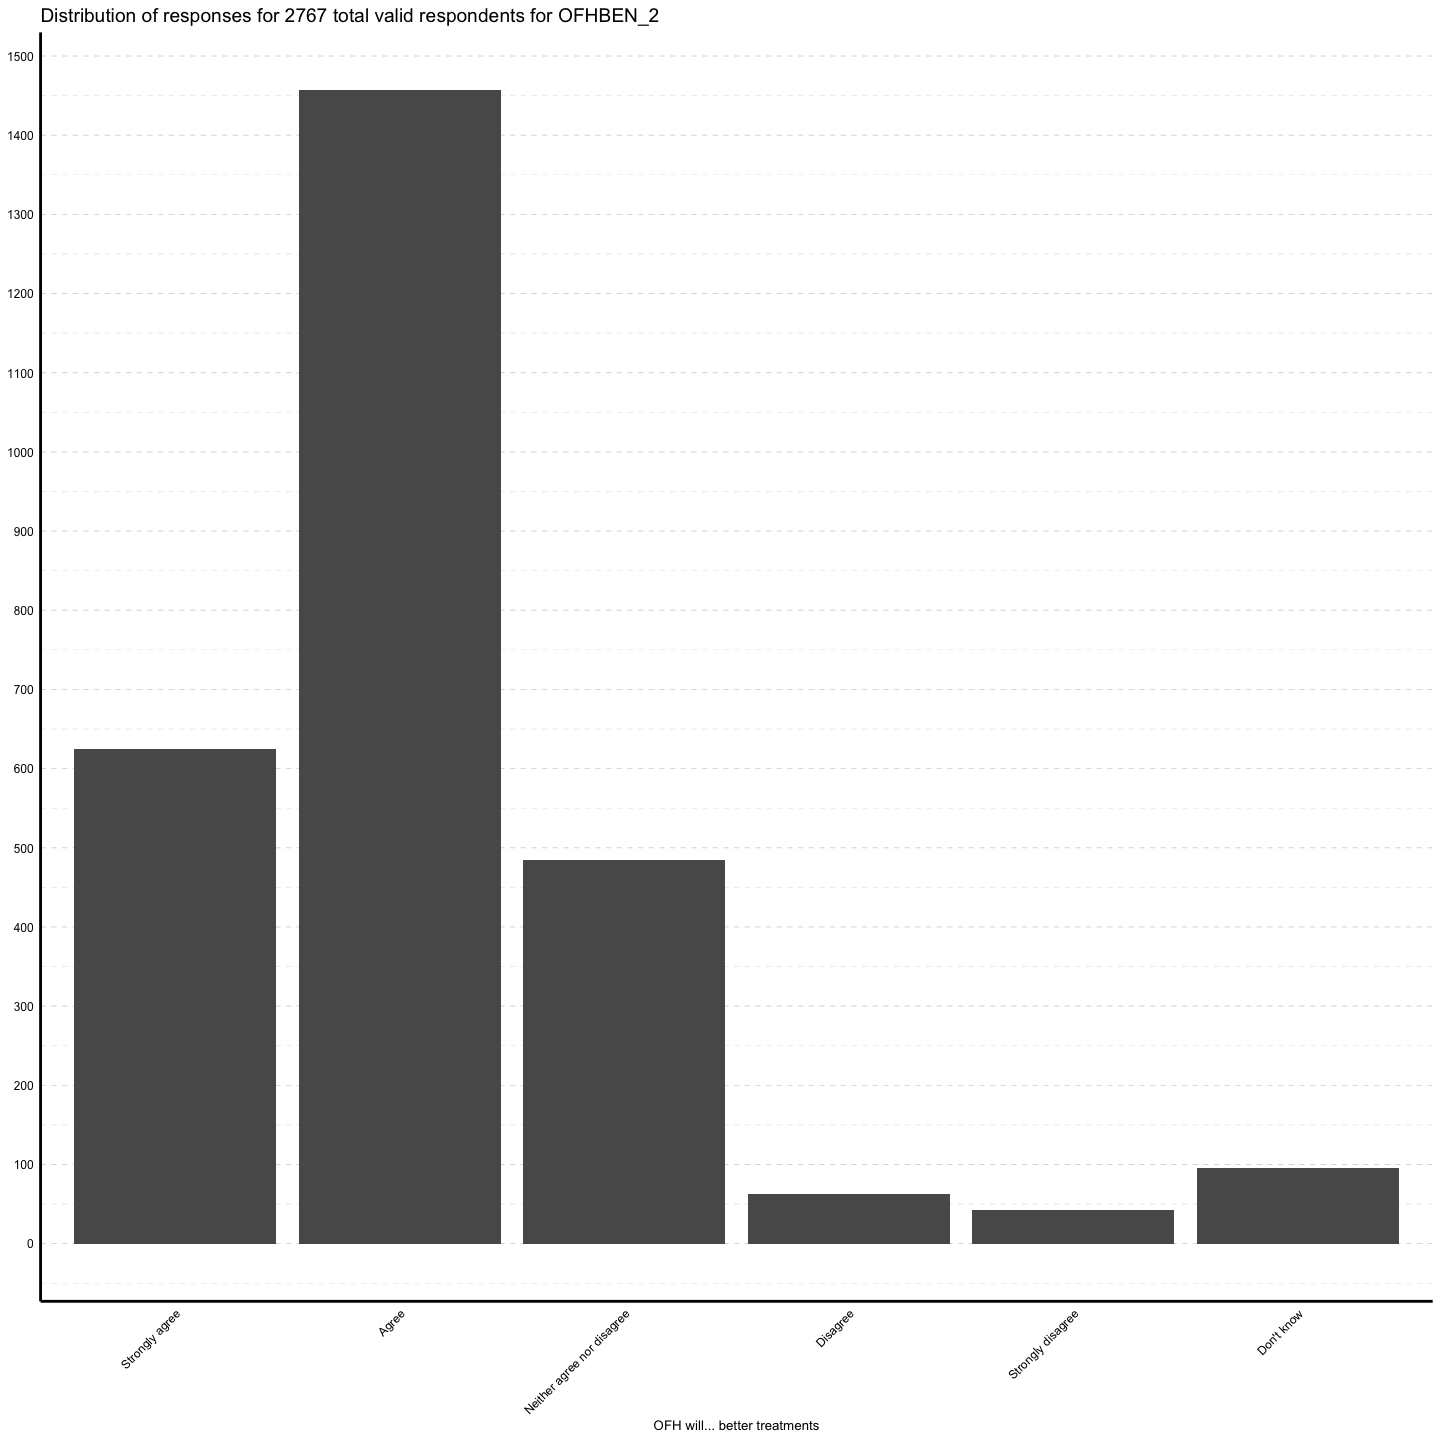 Distribution of responses for 2767 total valid respondents for OFHBEN_2
1500
1400
1300
1200
1100
1000
900
800
700
600
500
400
300
200
100
0
Strongly agree
Agree
Neither agree nor disagree
Disagree
Strongly disagree
Don't know
OFH will... better treatments